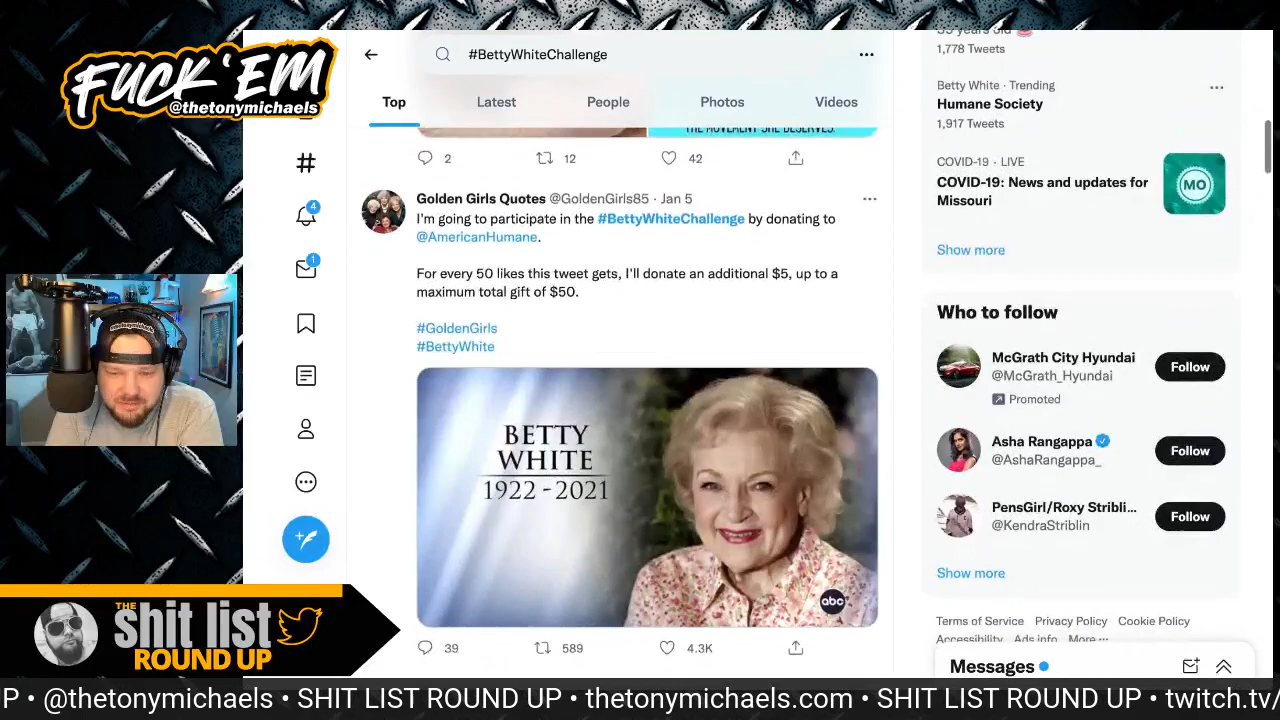 FUCK'EM
@thetonymichaels
#BettyWhiteChallenge
Top
Latest
People
Photos
Videos
THE MOVEMENT SHE DESERVES.
2
12
42
Golden Girls Quotes @GoldenGirls85 · Jan 5
I'm going to participate in the #BettyWhiteChallenge by donating to
@AmericanHumane.
For every 50 likes this tweet gets, I'll donate an additional $5, up to a
maximum total gift of $50.
#GoldenGirls
#BettyWhite
BETTY
WHITE
1922 - 2021
abc
39
589
4.3K
4
1
1,778 Tweets
Betty White · Trending
Humane Society
1,917 Tweets
COVID-19 · LIVE
COVID-19: News and updates for
Missouri
MO
Show more
Who to follow
McGrath City Hyundai
@McGrath_Hyundai
Promoted
Follow
Asha Rangappa
@AshaRangappa_
Follow
PensGirl/Roxy Stribli...
@KendraStriblin
Follow
Show more
Terms of Service Privacy Policy Cookie Policy
Accessibility Ads info More ...
Messages
THE
shit list
ROUND UP
P • @thetonymichaels • SHIT LIST ROUND UP • thetonymichaels.com • SHIT LIST ROUND UP • twitch.tv/